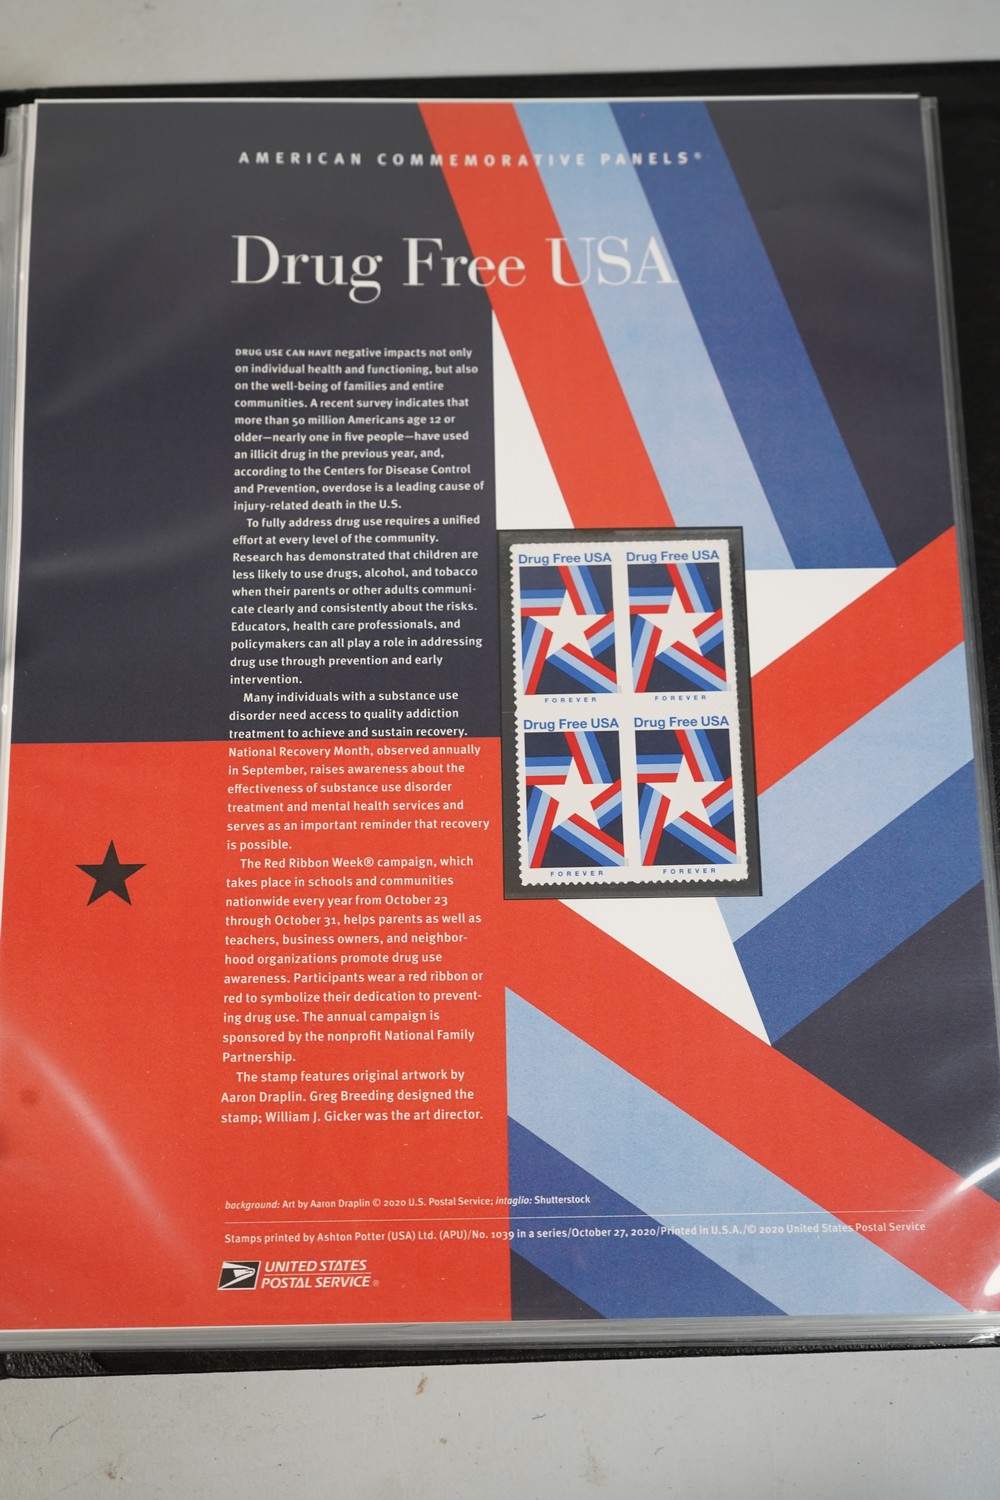 AMERICAN COMMEMORATIVE PANELS®
Drug Free USA
DRUG USE CAN HAVE negative impacts not only
on individual health and functioning, but also
on the well-being of families and entire
communities. A recent survey indicates that
more than 50 million Americans age 12 or
older—nearly one in five people—have used
an illicit drug in the previous year, and,
according to the Centers for Disease Control
and Prevention, overdose is a leading cause of
injury-related death in the U.S.
To fully address drug use requires a unified
effort at every level of the community.
Research has demonstrated that children are
less likely to use drugs, alcohol, and tobacco
when their parents or other adults communi-
cate clearly and consistently about the risks.
Educators, health care professionals, and
policymakers can all play a role in addressing
drug use through prevention and early
intervention.
Many individuals with a substance use
disorder need access to quality addiction
treatment to achieve and sustain recovery.
National Recovery Month, observed annually
in September, raises awareness about the
effectiveness of substance use disorder
treatment and mental health services and
serves as an important reminder that recovery
is possible.
The Red Ribbon Week® campaign, which
takes place in schools and communities
nationwide every year from October 23
through October 31, helps parents as well as
teachers, business owners, and neighbor-
hood organizations promote drug use
awareness. Participants wear a red ribbon or
red to symbolize their dedication to prevent-
ing drug use. The annual campaign is
sponsored by the nonprofit National Family
Partnership.
The stamp features original artwork by
Aaron Draplin. Greg Breeding designed the
stamp; William J. Gicker was the art director.
Drug Free USA Drug Free USA
FOREVER FOREVER
Drug Free USA Drug Free USA
FOREVER FOREVER
background: Art by Aaron Draplin © 2020 U.S. Postal Service; intaglio: Shutterstock
Stamps printed by Ashton Potter (USA) Ltd. (APU)/No. 1039 in a series/October 27, 2020/Printed in U.S.A./© 2020 United States Postal Service
UNITED STATES
POSTAL SERVICE®